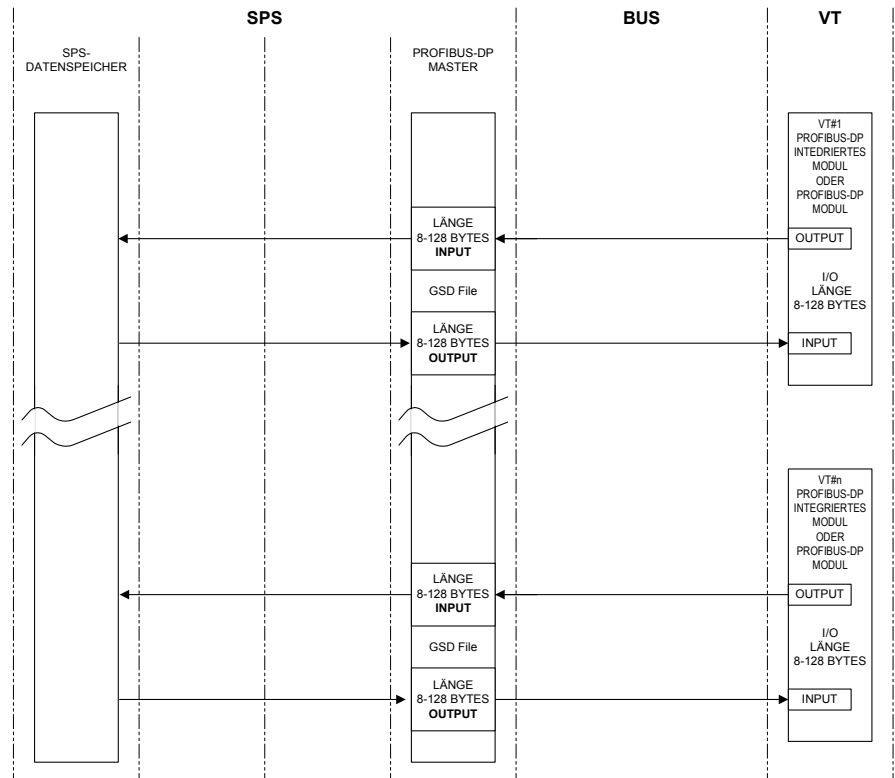 SPS
BUS
VT
SPS-
DATENSPEICHER
PROFIBUS-DP
MASTER
VT#1
PROFIBUS-DP
INTEDRIERTES
MODUL
ODER
PROFIBUS-DP
MODUL
LÄNGE
8-128 BYTES
INPUT
OUTPUT
GSD File
I/O
LÄNGE
8-128 BYTES
LÄNGE
8-128 BYTES
OUTPUT
INPUT
VT#n
PROFIBUS-DP
INTEGRIERTES
MODUL
ODER
PROFIBUS-DP
MODUL
LÄNGE
8-128 BYTES
INPUT
OUTPUT
GSD File
I/O
LÄNGE
8-128 BYTES
LÄNGE
8-128 BYTES
OUTPUT
INPUT